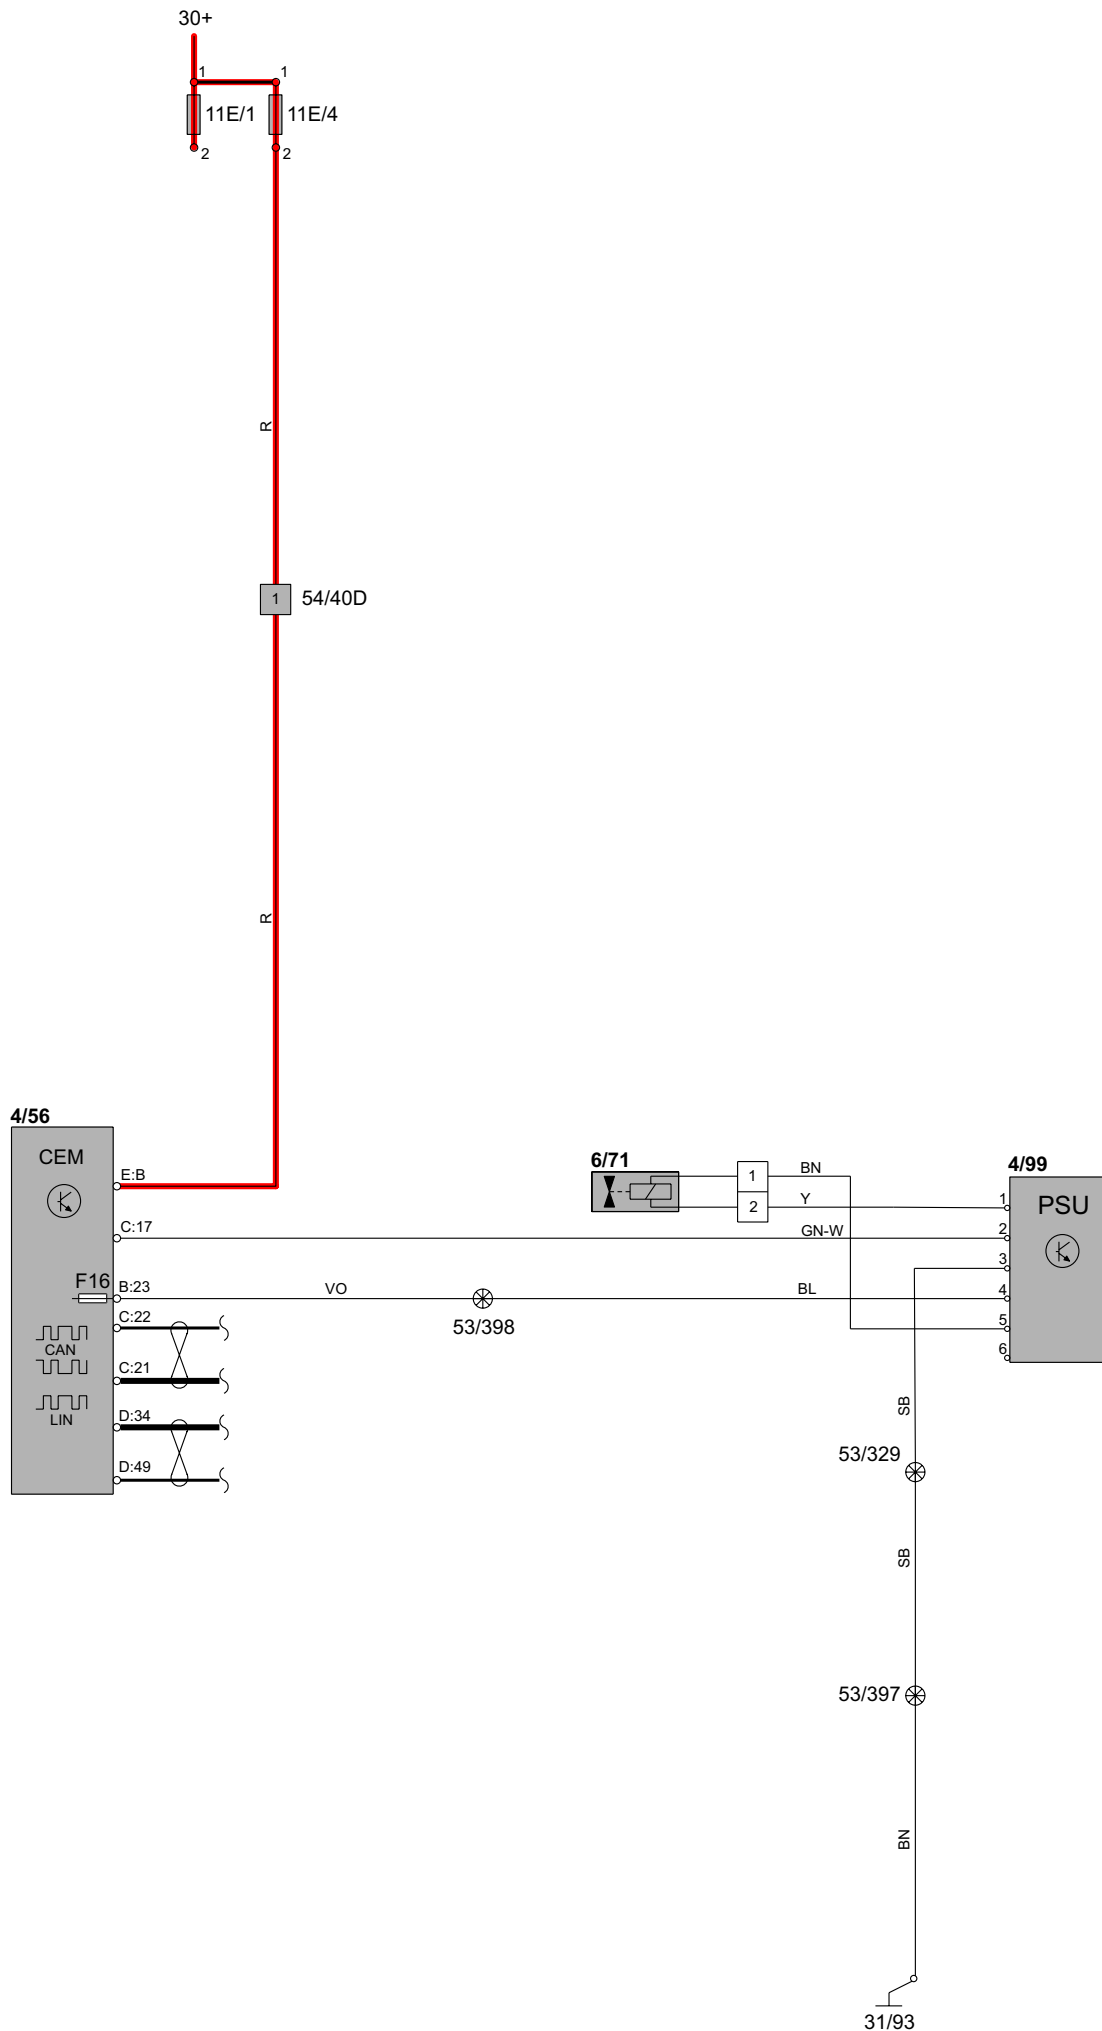 30+
1
1
11E/1
11E/4
2
2
R
1
54/40D
R
4/56
CEM
E:B
C:17
F16
B:23
C:22
CAN
C:21
LIN
D:34
D:49
VO
53/398
6/71
1
2
BN
Y
GN-W
BL
4/99
PSU
1
2
3
4
5
6
SB
53/329
SB
53/397
BN
31/93